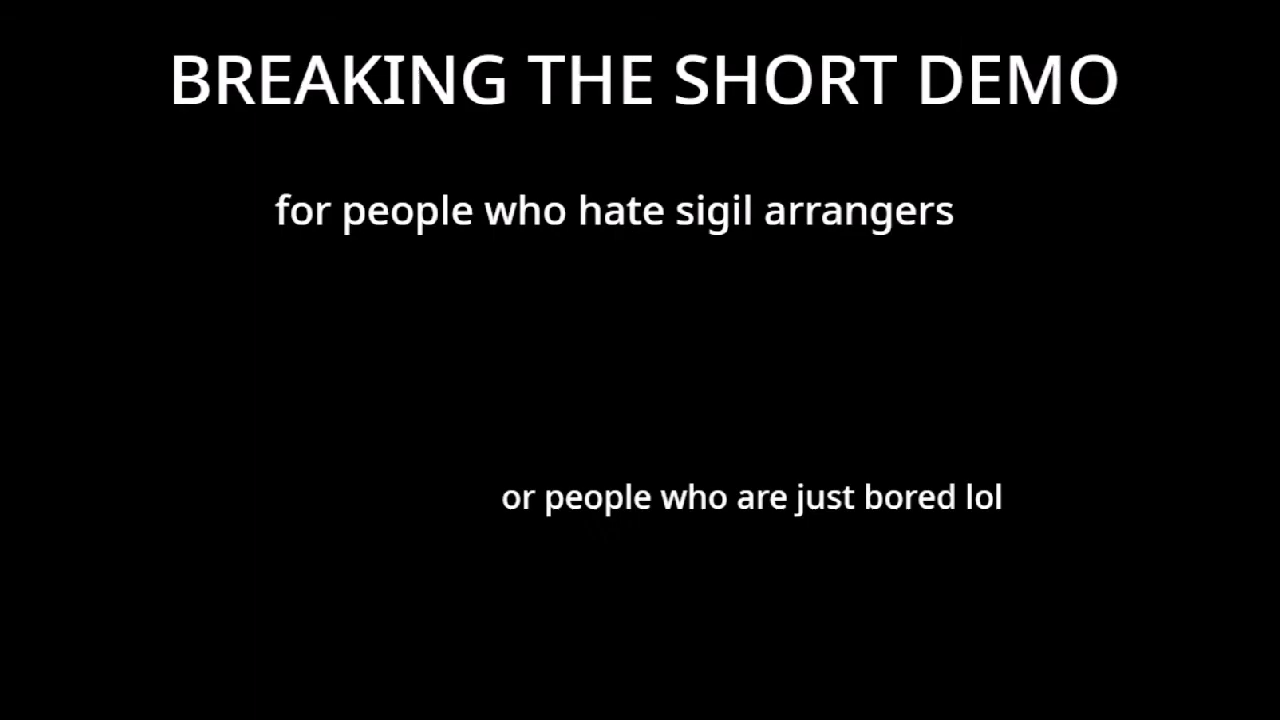 BREAKING THE SHORT DEMO
for people who hate sigil arrangers
or people who are just bored lol